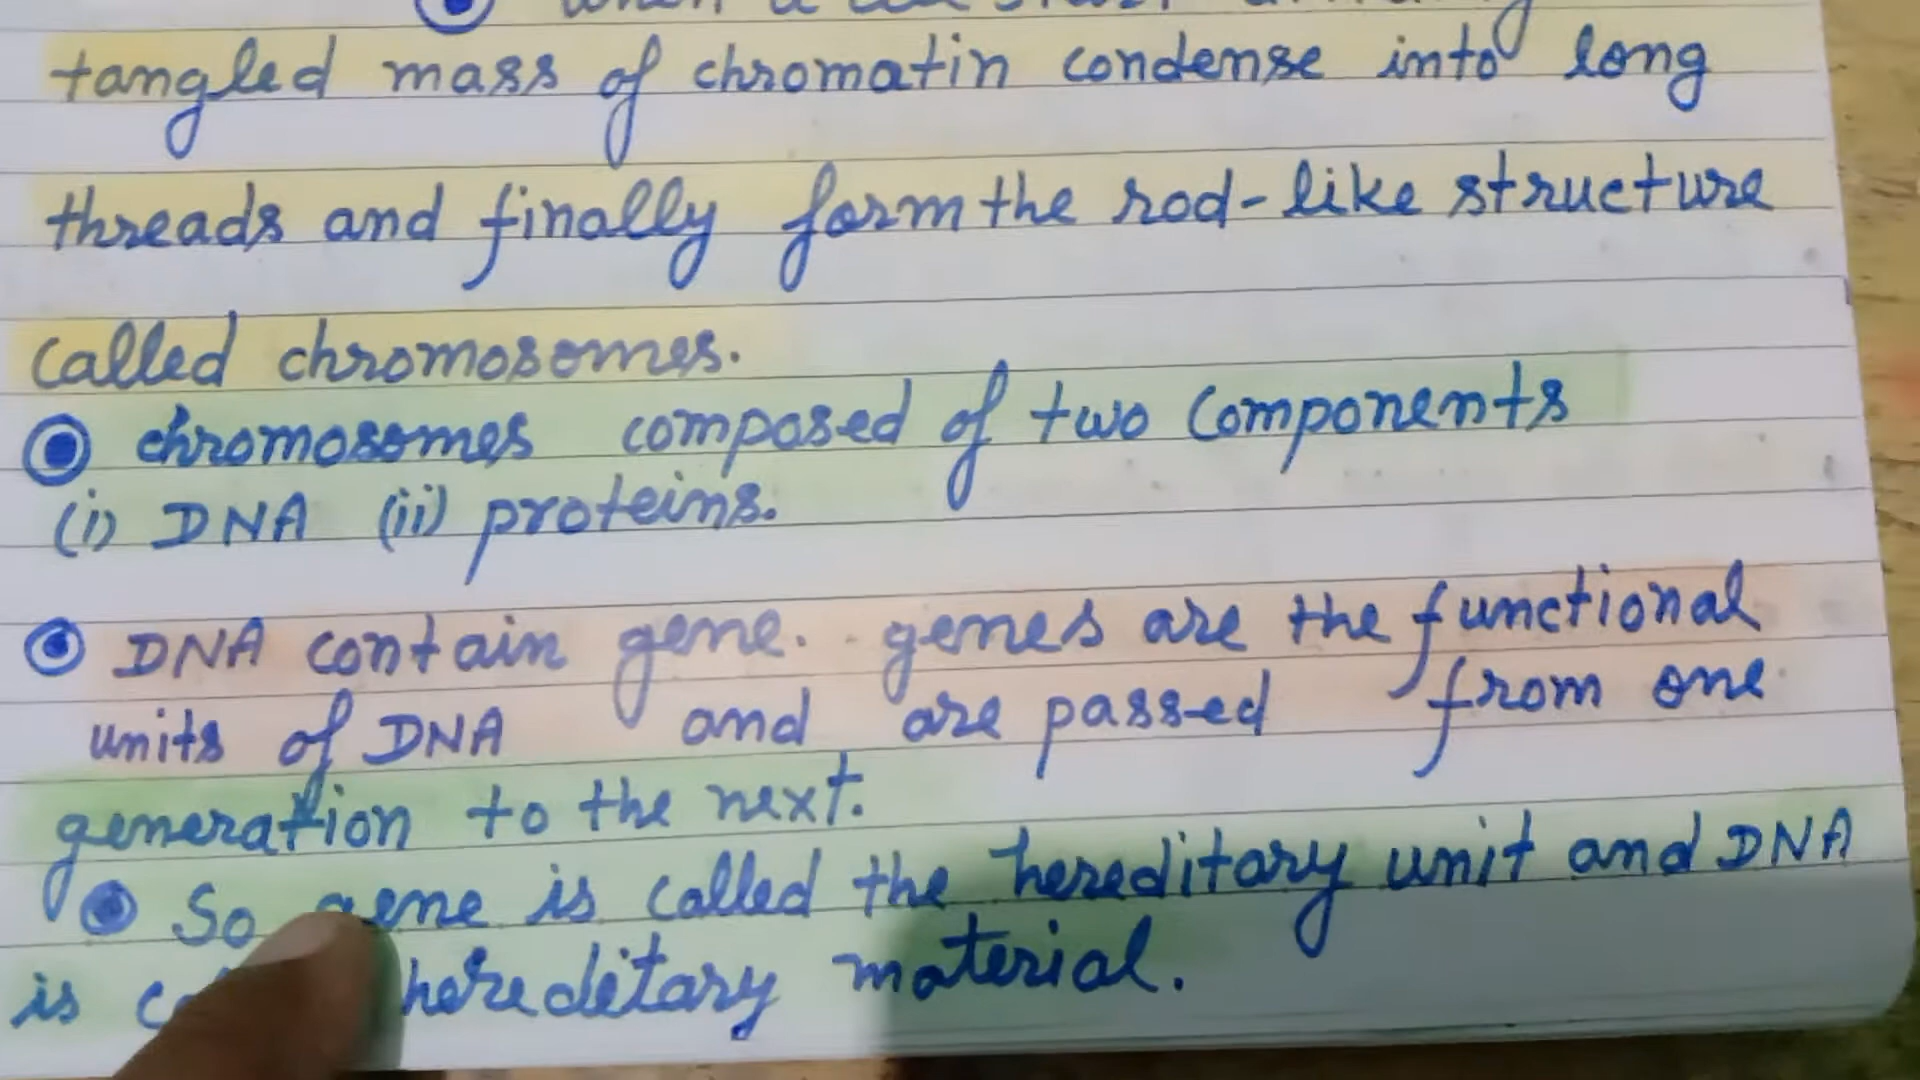 tangled mass of chromatin condense into long
threads and finally form the rod-like structure
called chromosomes.
chromosomes composed of two components
(i) DNA (ii) proteins.
DNA contain gene. genes are the functional
units of DNA and are passed from one
generation to the next.
So gene is called the hereditary unit and DNA
is hereditary material.